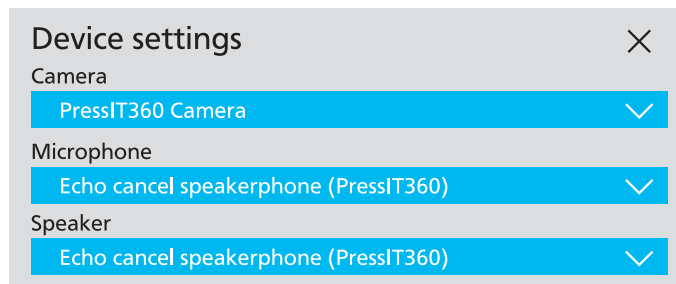 Device settings
Camera
PressIT360 Camera
Microphone
Echo cancel speakerphone (PressIT360)
Speaker
Echo cancel speakerphone (PressIT360)